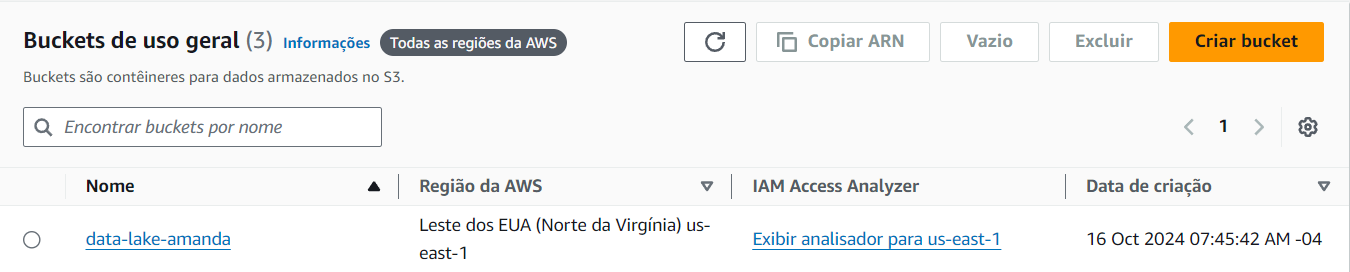 Buckets de uso geral (3) Informações Todas as regiões da AWS
Copiar ARN Vazio Excluir Criar bucket
Buckets são contêineres para dados armazenados no S3.
Encontrar buckets por nome
1
Nome Região da AWS IAM Access Analyzer Data de criação
data-lake-amanda Leste dos EUA (Norte da Virgínia) us-east-1 Exibir analisador para us-east-1 16 Oct 2024 07:45:42 AM -04